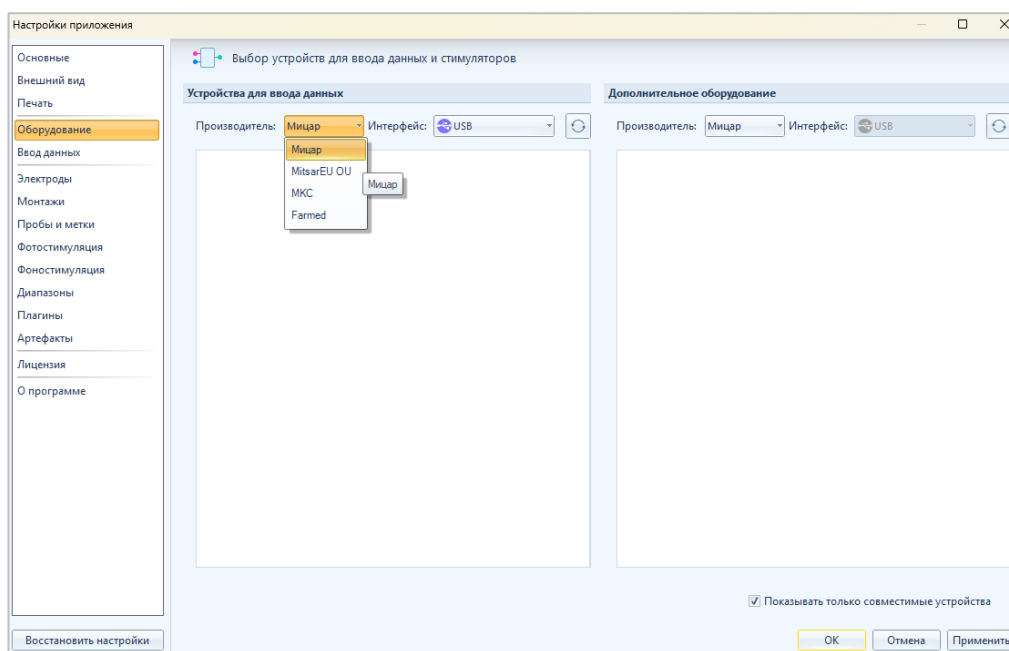 Настройки приложения
Основные
Внешний вид
Печать
Оборудование
Ввод данных
Электроды
Монтажи
Пробы и метки
Фотостимуляция
Фоностимуляция
Диапазоны
Плагины
Артефакты
Лицензия
О программе
Восстановить настройки
Выбор устройств для ввода данных и стимуляторов
Устройства для ввода данных
Производитель: Мицар Интерфейс: USB
Мицар
MitsarEU OU
МКС
Farmed
Мицар
Дополнительное оборудование
Производитель: Мицар Интерфейс: USB
Показывать только совместимые устройства
OK Отмена Применить